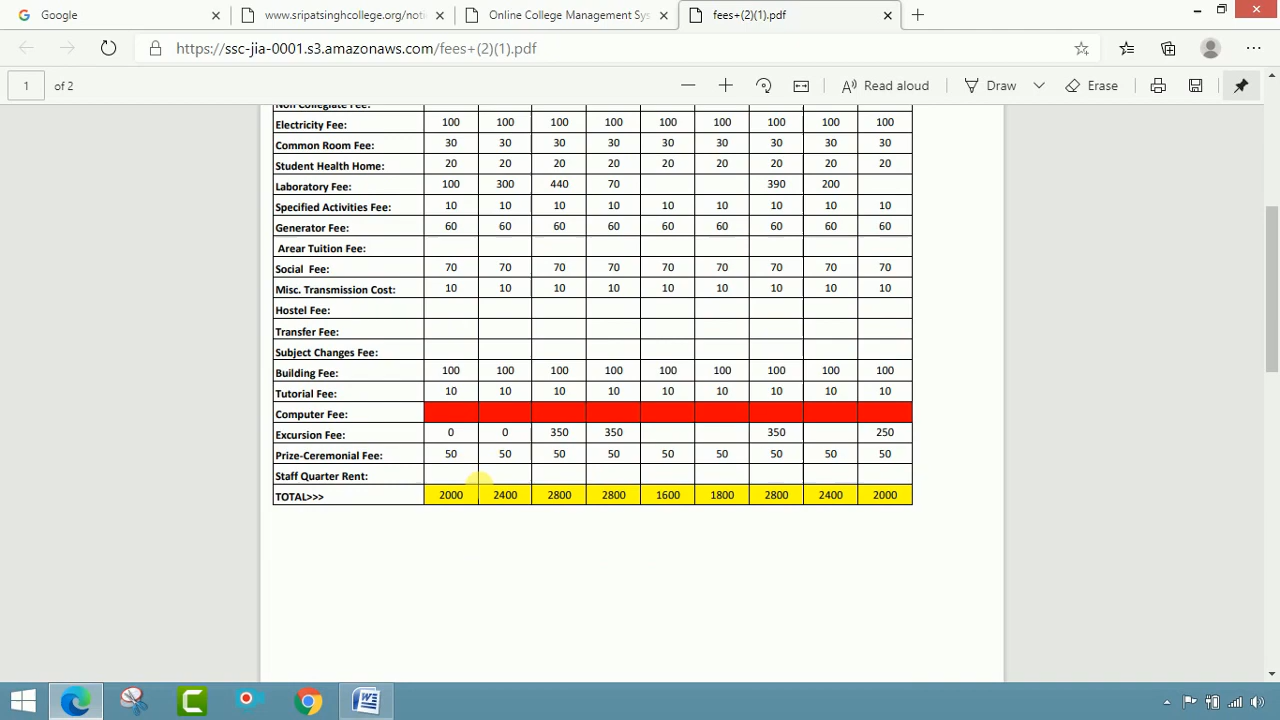 Google
www.sripatsinghcollege.org/not
Online College Management Sys
fees+(2)(1).pdf
https://ssc-jia-0001.s3.amazonaws.com/fees+(2)(1).pdf
1 of 2
Read aloud
Draw
Erase
Non Collegiate Fee:
Electricity Fee: 100 100 100 100 100 100 100 100 100
Common Room Fee: 30 30 30 30 30 30 30 30 30
Student Health Home: 20 20 20 20 20 20 20 20 20
Laboratory Fee: 100 300 440 70 390 200
Specified Activities Fee: 10 10 10 10 10 10 10 10 10
Generator Fee: 60 60 60 60 60 60 60 60 60
Arear Tuition Fee:
Social Fee: 70 70 70 70 70 70 70 70 70
Misc. Transmission Cost: 10 10 10 10 10 10 10 10 10
Hostel Fee:
Transfer Fee:
Subject Changes Fee:
Building Fee: 100 100 100 100 100 100 100 100 100
Tutorial Fee: 10 10 10 10 10 10 10 10 10
Computer Fee:
Excursion Fee: 0 0 350 350 350 250
Prize-Ceremonial Fee: 50 50 50 50 50 50 50 50 50
Staff Quarter Rent:
TOTAL>>> 2000 2400 2800 2800 1600 1800 2800 2400 2000